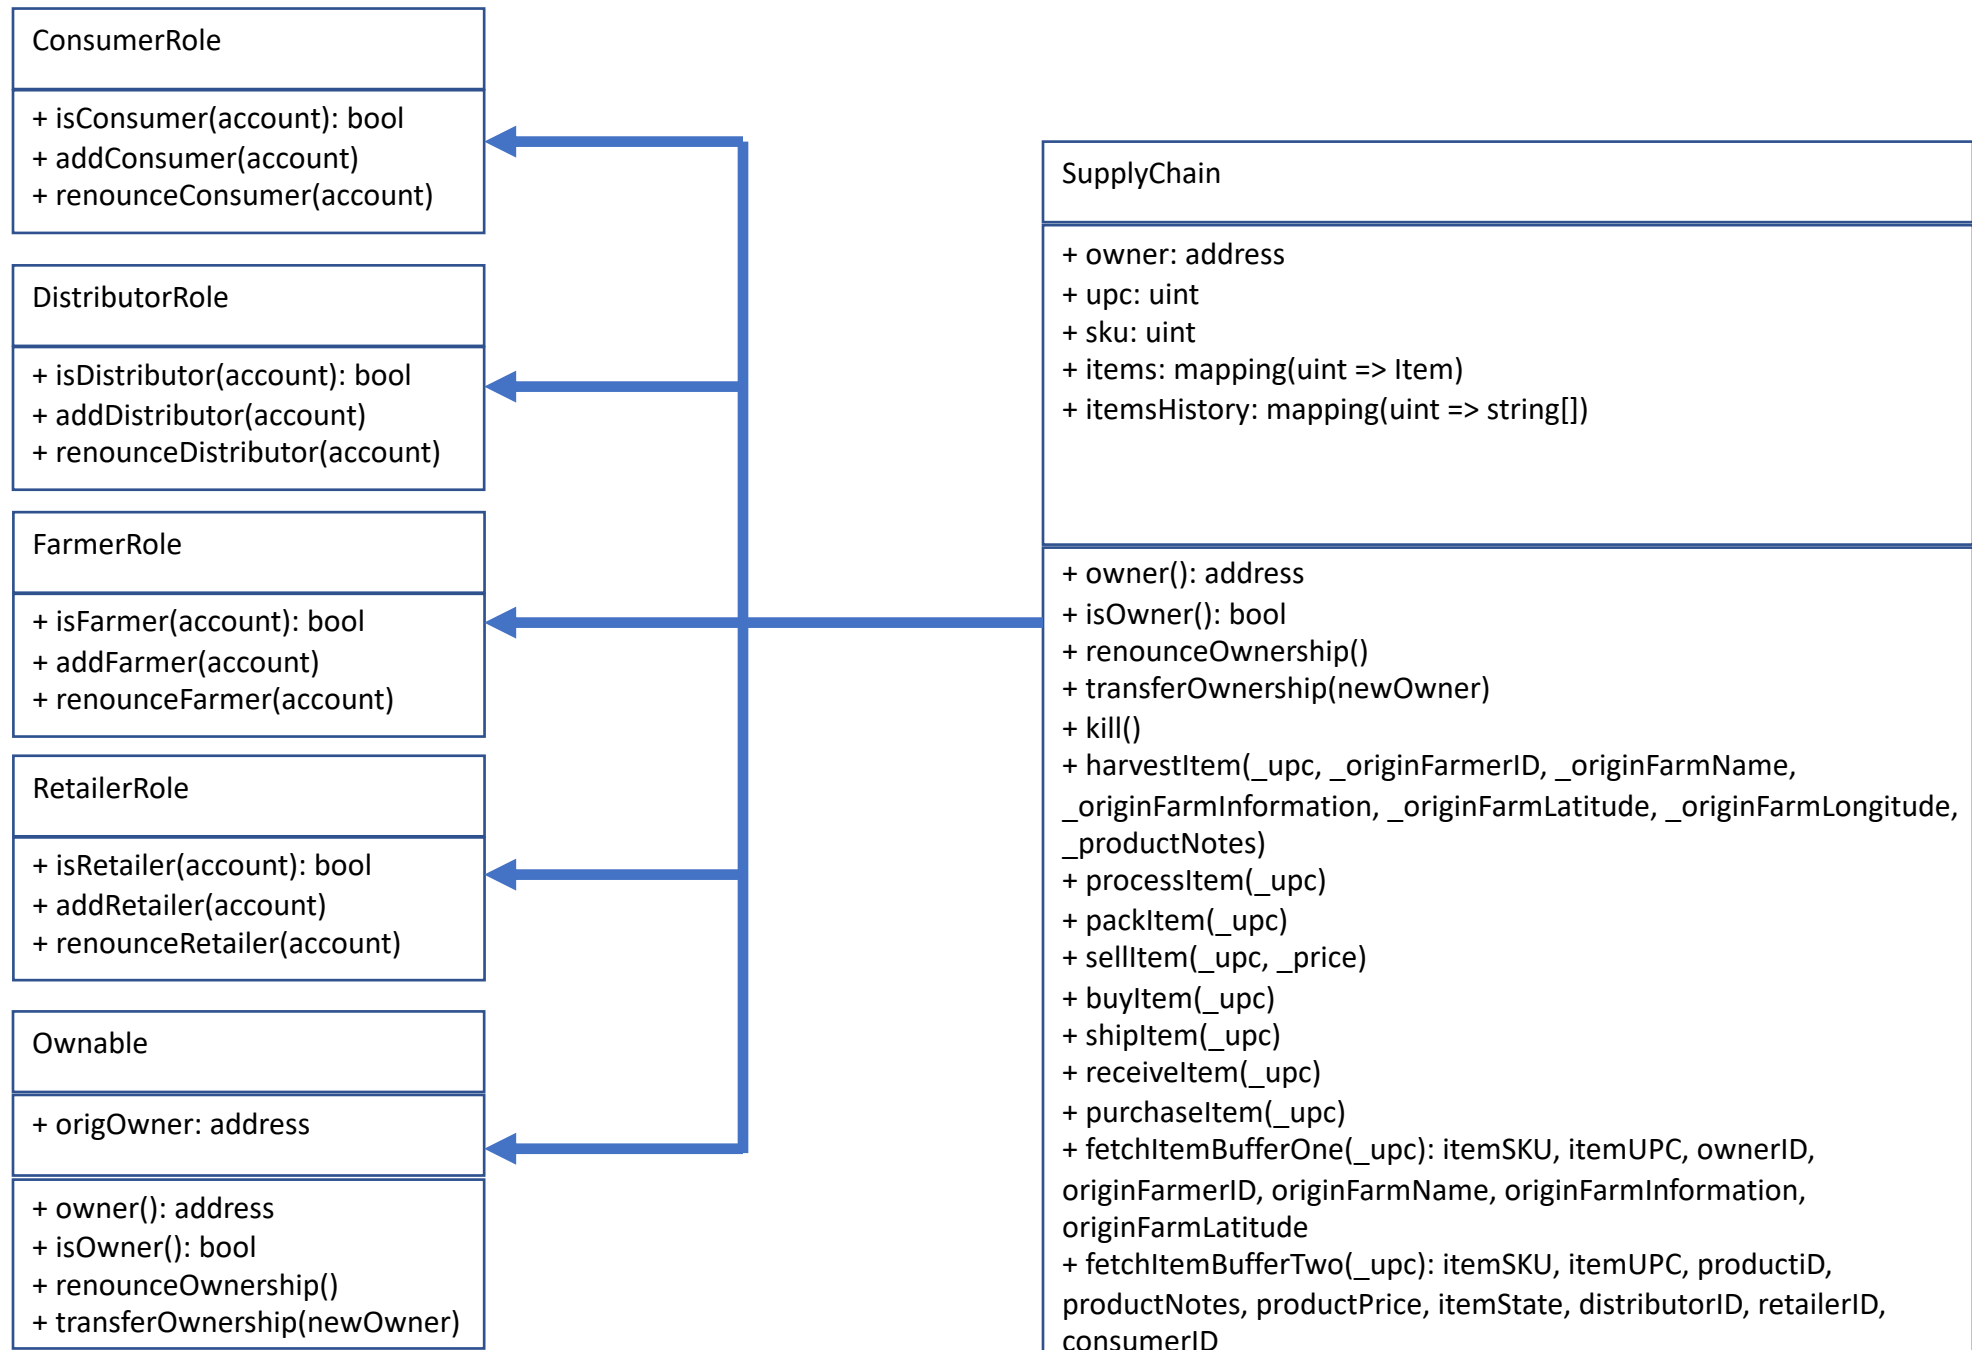 ConsumerRole
+ isConsumer(account): bool
+ addConsumer(account)
+ renounceConsumer(account)
DistributorRole
+ isDistributor(account): bool
+ addDistributor(account)
+ renounceDistributor(account)
FarmerRole
+ isFarmer(account): bool
+ addFarmer(account)
+ renounceFarmer(account)
RetailerRole
+ isRetailer(account): bool
+ addRetailer(account)
+ renounceRetailer(account)
Ownable
+ origOwner: address
+ owner(): address
+ isOwner(): bool
+ renounceOwnership()
+ transferOwnership(newOwner)
SupplyChain
+ owner: address
+ upc: uint
+ sku: uint
+ items: mapping(uint => Item)
+ itemsHistory: mapping(uint => string[])
+ owner(): address
+ isOwner(): bool
+ renounceOwnership()
+ transferOwnership(newOwner)
+ kill()
+ harvestItem(_upc, _originFarmerID, _originFarmName,
_originFarmInformation, _originFarmLatitude, _originFarmLongitude,
_productNotes)
+ processItem(_upc)
+ packItem(_upc)
+ sellItem(_upc, _price)
+ buyItem(_upc)
+ shipItem(_upc)
+ receiveItem(_upc)
+ purchaseItem(_upc)
+ fetchItemBufferOne(_upc): itemSKU, itemUPC, ownerID,
originFarmerID, originFarmName, originFarmInformation,
originFarmLatitude
+ fetchItemBufferTwo(_upc): itemSKU, itemUPC, productiD,
productNotes, productPrice, itemState, distributorID, retailerID,
consumerID